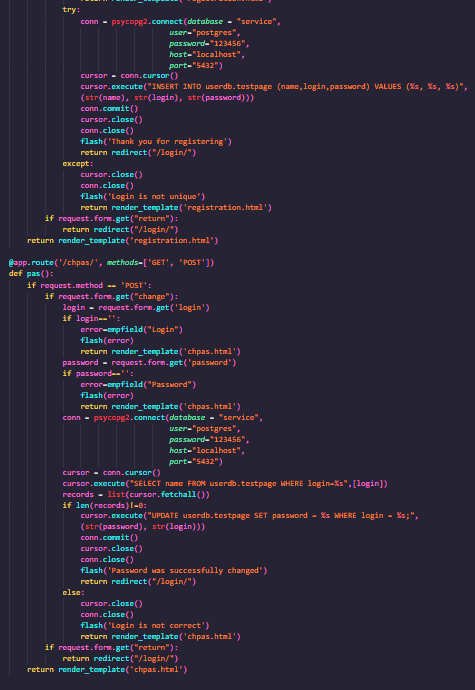 try:
conn = psycopg2.connect(database = "service",
user="postgres",
password="123456",
host="localhost",
port="5432")
cursor = conn.cursor()
cursor.execute("INSERT INTO userdb.testpage (name,login,password) VALUES (%s, %s, %s)",
(str(name), str(login), str(password)))
conn.commit()
cursor.close()
conn.close()
flash('Thank you for registering')
return redirect("/login/")
except:
cursor.close()
conn.close()
flash('Login is not unique')
return render_template('registration.html')
if request.form.get("return"):
return redirect("/login/")
return render_template('registration.html')
@app.route('/chpas/', methods=['GET', 'POST'])
def pas():
if request.method == 'POST':
if request.form.get("change"):
login = request.form.get('login')
if login=='':
error=empfield("Login")
flash(error)
return render_template('chpas.html')
password = request.form.get('password')
if password=='':
error=empfield("Password")
flash(error)
return render_template('chpas.html')
conn = psycopg2.connect(database = "service",
user="postgres",
password="123456",
host="localhost",
port="5432")
cursor = conn.cursor()
cursor.execute("SELECT name FROM userdb.testpage WHERE login=%s",[login])
records = list(cursor.fetchall())
if len(records)!=0:
cursor.execute("UPDATE userdb.testpage SET password = %s WHERE login = %s;",
(str(password), str(login)))
conn.commit()
cursor.close()
conn.close()
flash('Password was successfully changed')
return redirect("/login/")
else:
cursor.close()
conn.close()
flash('Login is not correct')
return render_template('chpas.html')
if request.form.get("return"):
return redirect("/login/")
return render_template('chpas.html')